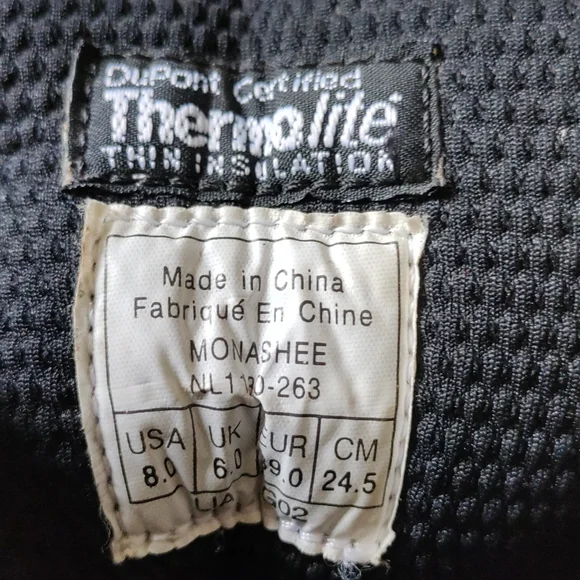 DuPont Certified
Thermolite
THIN INSULATION
Made in China
Fabriqué En Chine
MONASHEE
USA UK EUR CM
8.0 6.0 24.5